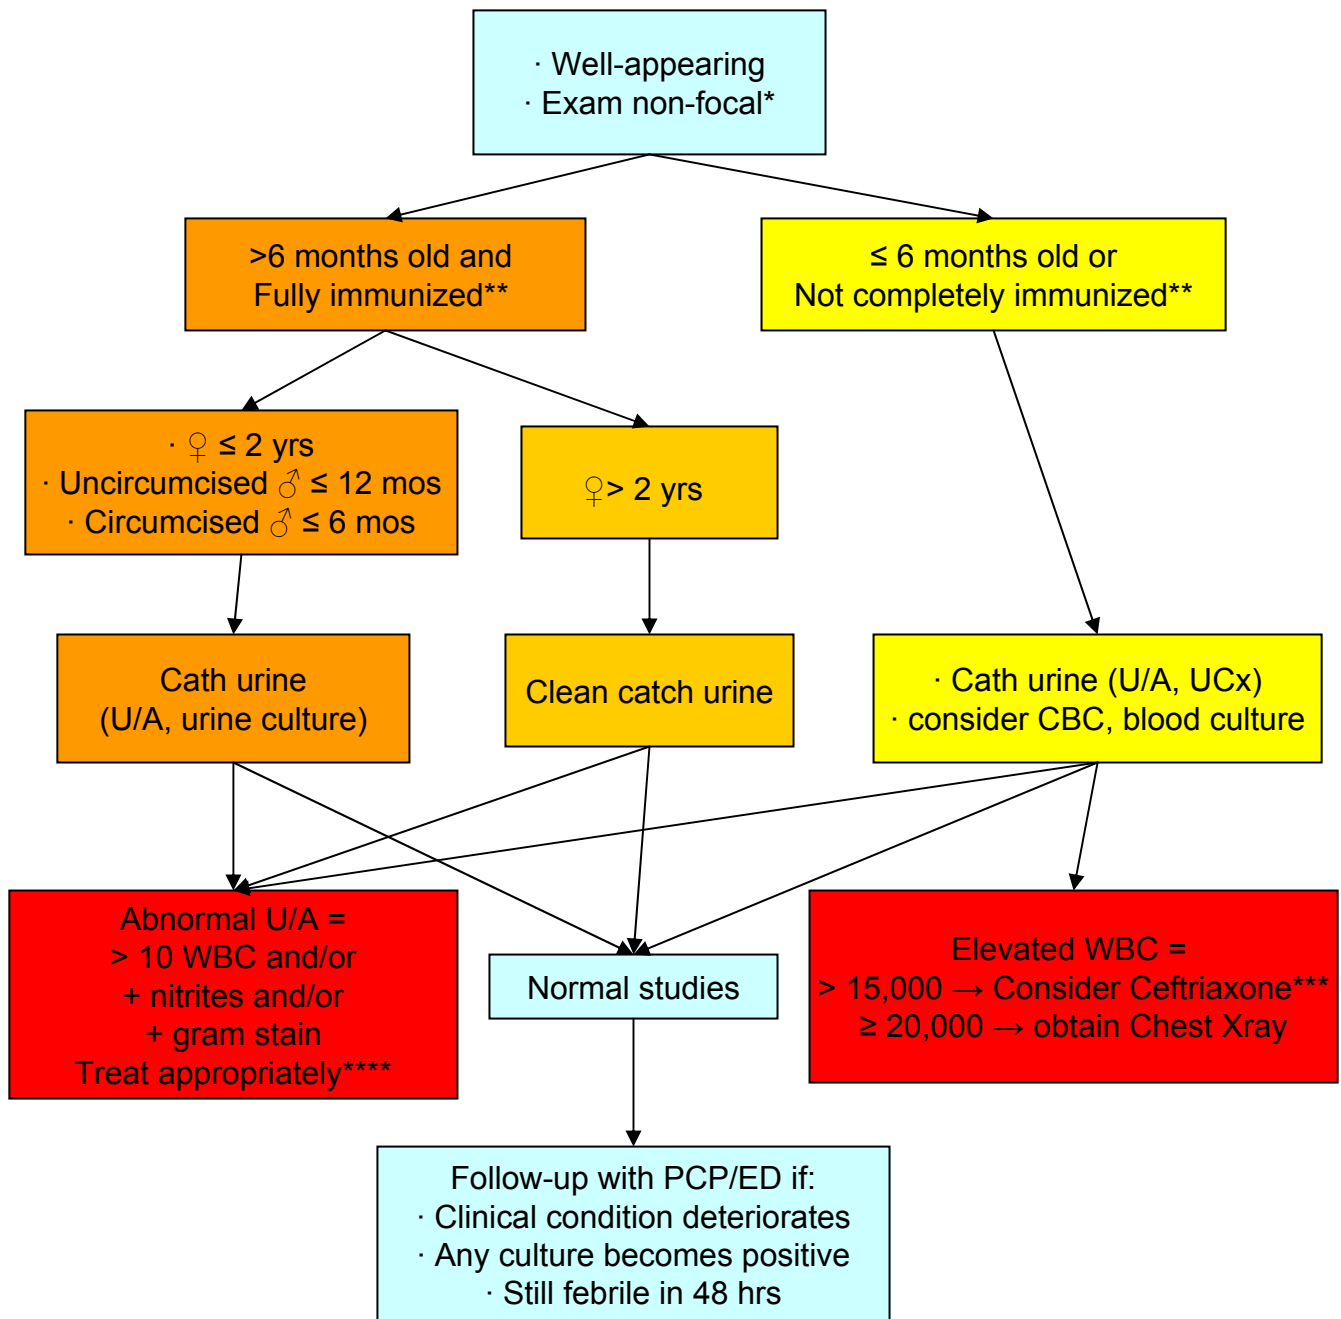 · Well-appearing
· Exam non-focal*
>6 months old and
Fully immunized**
≤ 6 months old or
Not completely immunized**
· ♀ ≤ 2 yrs
· Uncircumcised ♂ ≤ 12 mos
· Circumcised ♂ ≤ 6 mos
♀> 2 yrs
Cath urine
(U/A, urine culture)
Clean catch urine
· Cath urine (U/A, UCx)
· consider CBC, blood culture
Abnormal U/A =
> 10 WBC and/or
+ nitrites and/or
+ gram stain
Treat appropriately****
Normal studies
Elevated WBC =
> 15,000 → Consider Ceftriaxone***
≥ 20,000 → obtain Chest Xray
Follow-up with PCP/ED if:
· Clinical condition deteriorates
· Any culture becomes positive
· Still febrile in 48 hrs